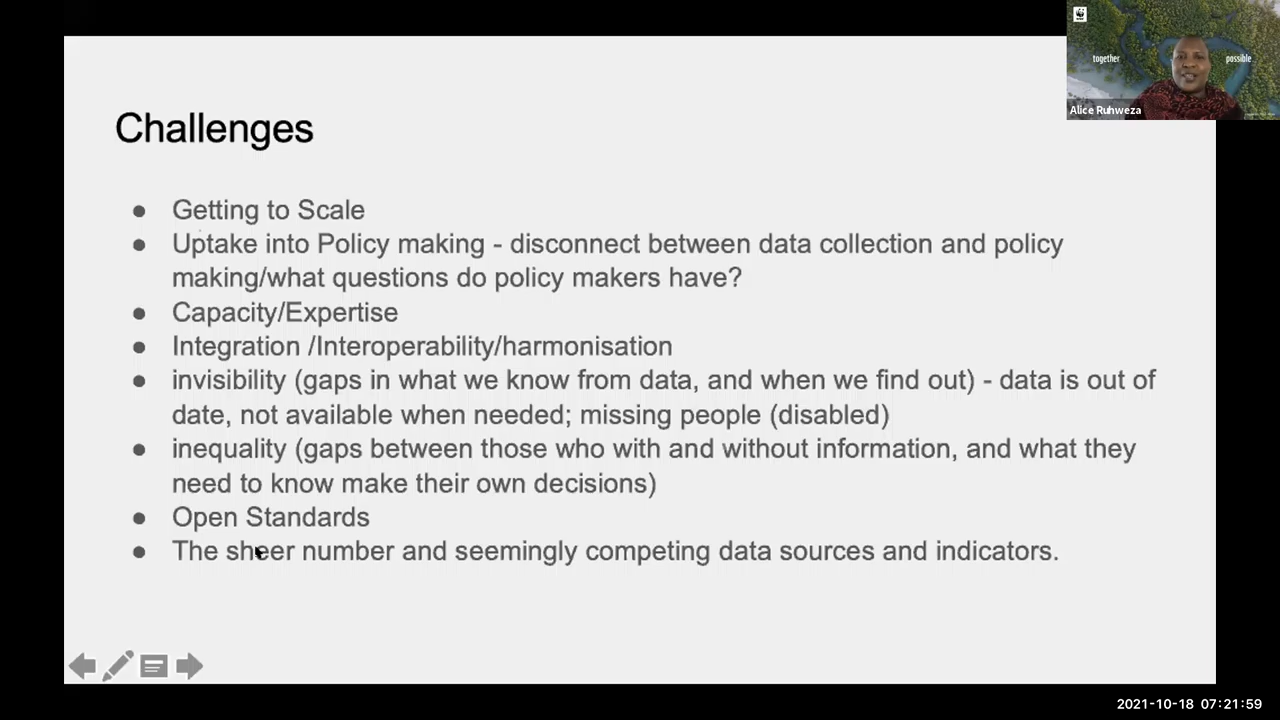 together
possible
Alice Ruhweza
Challenges
● Getting to Scale
● Uptake into Policy making - disconnect between data collection and policy
making/what questions do policy makers have?
● Capacity/Expertise
● Integration /Interoperability/harmonisation
● invisibility (gaps in what we know from data, and when we find out) - data is out of
date, not available when needed; missing people (disabled)
● inequality (gaps between those who with and without information, and what they
need to know make their own decisions)
● Open Standards
● The sheer number and seemingly competing data sources and indicators.
2021-10-18 07:21:59